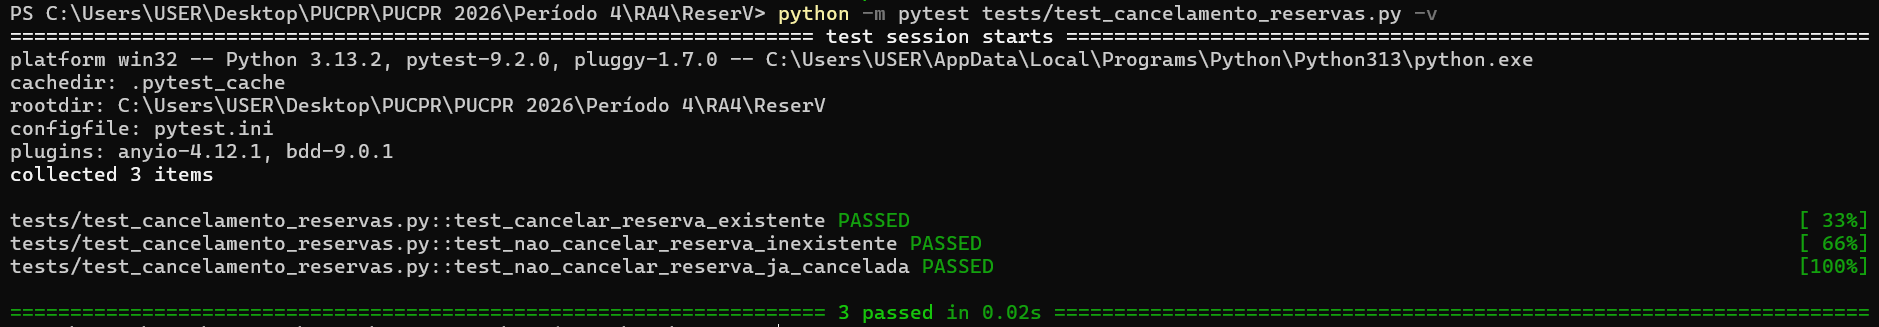 PS C:\Users\USER\Desktop\PUCPR\PUCPR 2026\Período 4\RA4\ReserV> python -m pytest tests/test_cancelamento_reservas.py -v
=================================================================== test session starts ===================================================================
platform win32 -- Python 3.13.2, pytest-9.2.0, pluggy-1.7.0 -- C:\Users\USER\AppData\Local\Programs\Python\Python313\python.exe
cachedir: .pytest_cache
rootdir: C:\Users\USER\Desktop\PUCPR\PUCPR 2026\Período 4\RA4\ReserV
configfile: pytest.ini
plugins: anyio-4.12.1, bdd-9.0.1
collected 3 items
tests/test_cancelamento_reservas.py::test_cancelar_reserva_existente PASSED [ 33%]
tests/test_cancelamento_reservas.py::test_nao_cancelar_reserva_inexistente PASSED [ 66%]
tests/test_cancelamento_reservas.py::test_nao_cancelar_reserva_ja_cancelada PASSED [100%]
==================================================================== 3 passed in 0.02s ====================================================================